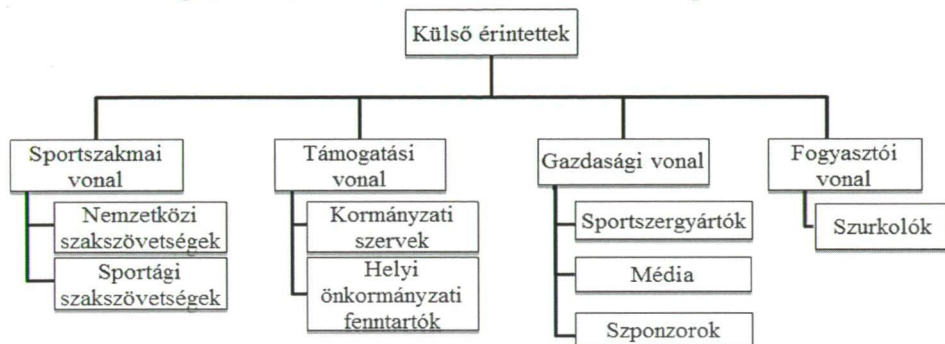 Külső érintettek
Sportszakmai
vonal
Nemzetközi
szakszövetségek
Sportági
szakszövetségek
Támogatási
vonal
Kormányzati
szervek
Helyi
önkormányzati
fenntartók
Gazdasági vonal
Sportszergyártók
Média
Szponzorok
Fogyasztói
vonal
Szurkolók